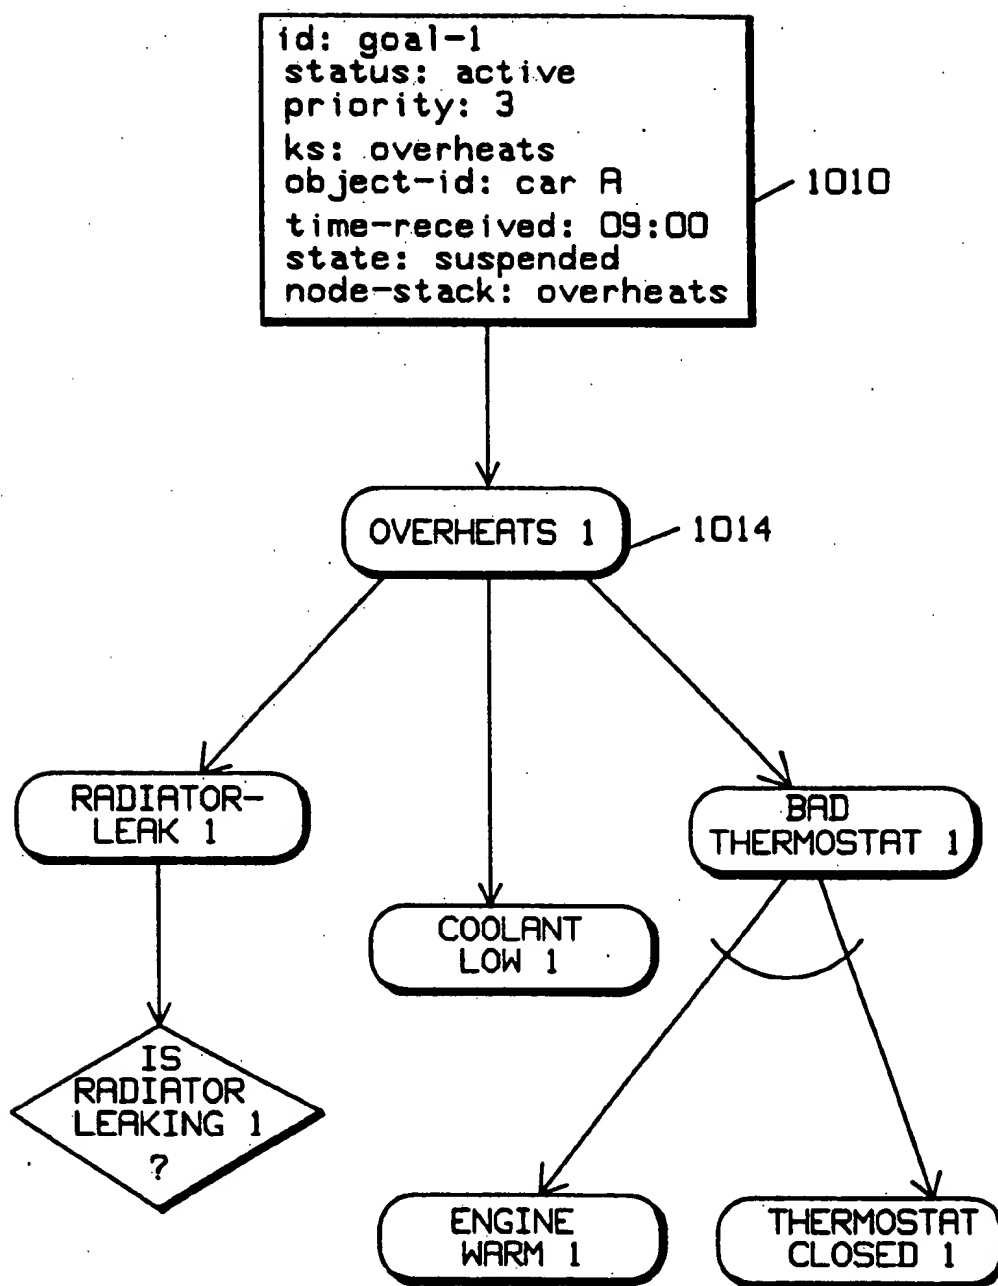 id: goal-1
status: active
priority: 3
ks: overheats
object-id: car A
time-received: 09:00
state: suspended
node-stack: overheats
1010
OVERHEATS 1
1014
RADIATOR-
LEAK 1
BAD
THERMOSTAT 1
COOLANT
LOW 1
IS
RADIATOR
LEAKING 1
?
ENGINE
WARM 1
THERMOSTAT
CLOSED 1